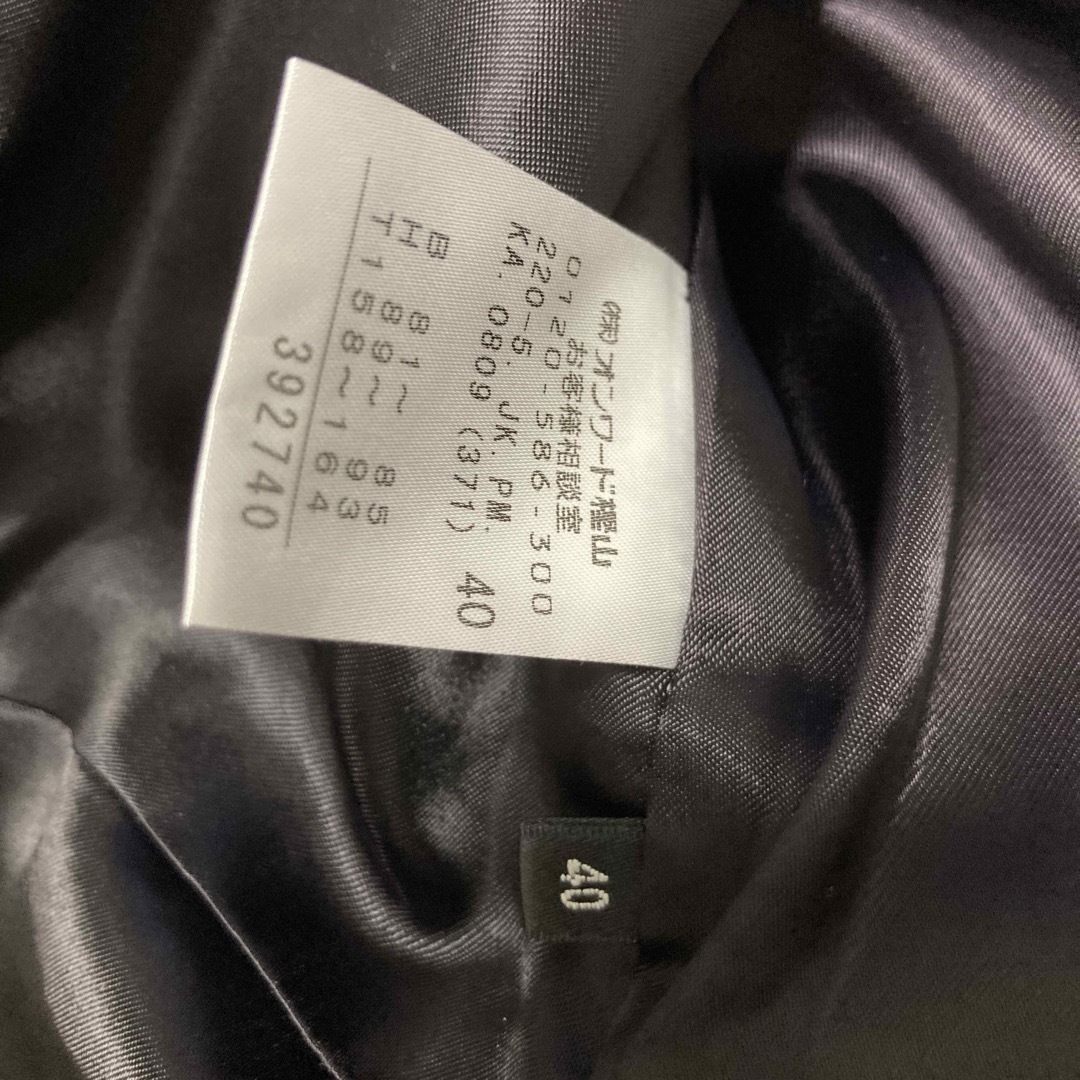 ㈱オンワード樫山
お客様相談室
0120-586-300
220-5. JK. PM.
KA. 0809 (371) 40
B 81～ 85
H 89～ 93
T 158～164
392740
40